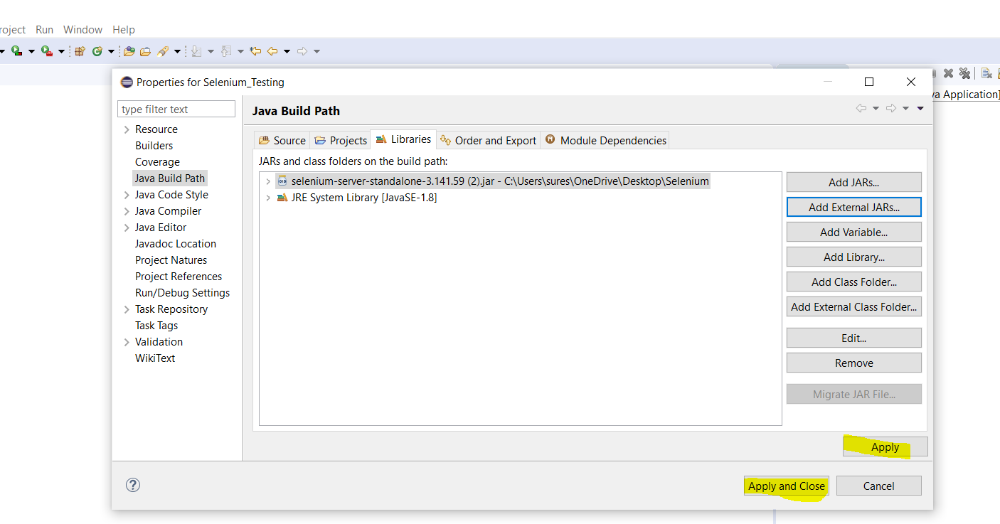 roject Run Window Help
Properties for Selenium_Testing
va Application]
type filter text
Resource
Builders
Coverage
Java Build Path
Java Code Style
Java Compiler
Java Editor
Javadoc Location
Project Natures
Project References
Run/Debug Settings
Task Repository
Task Tags
Validation
WikiText
Java Build Path
Source Projects Libraries Order and Export Module Dependencies
JARs and class folders on the build path:
selenium-server-standalone-3.141.59 (2).jar - C:\Users\sures\OneDrive\Desktop\Selenium
JRE System Library [JavaSE-1.8]
Add JARs...
Add External JARs...
Add Variable...
Add Library...
Add Class Folder...
Add External Class Folder...
Edit...
Remove
Migrate JAR File...
Apply
Apply and Close Cancel